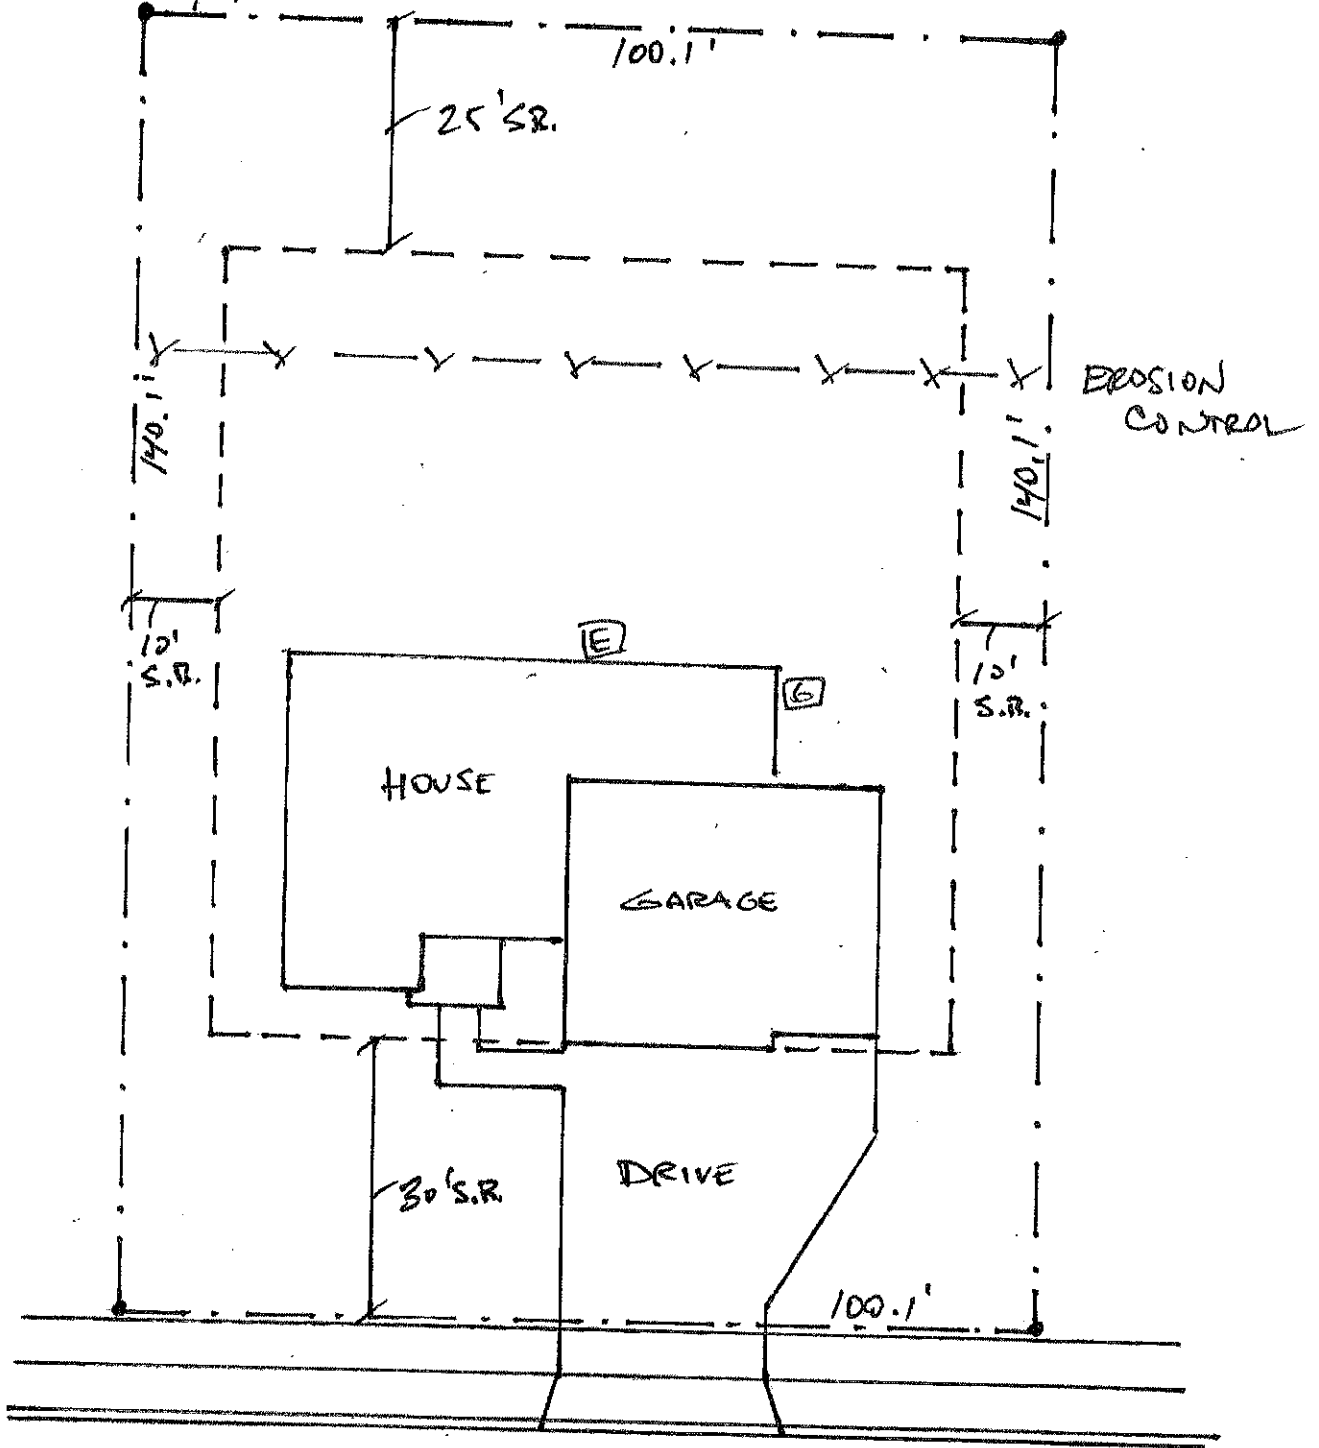 100.1'
25'S.R.
140.1'
EROSION
CONTROL
140.1'
10'
S.R.
E
G
10'
S.R.
HOUSE
GARAGE
30'S.R.
DRIVE
100.1'